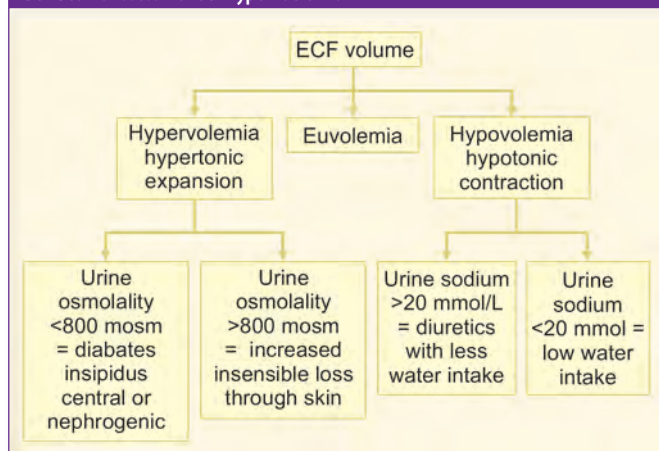 ECF volume
Hypervolemia
hypertonic
expansion
Euvolemia
Hypovolemia
hypotonic
contraction
Urine
osmolality
<800 mosm
= diabates
insipidus
central or
nephrogenic
Urine
osmolality
>800 mosm
= increased
insensible loss
through skin
Urine sodium
>20 mmol/L
= diuretics
with less
water intake
Urine
sodium
<20 mmol =
low water
intake